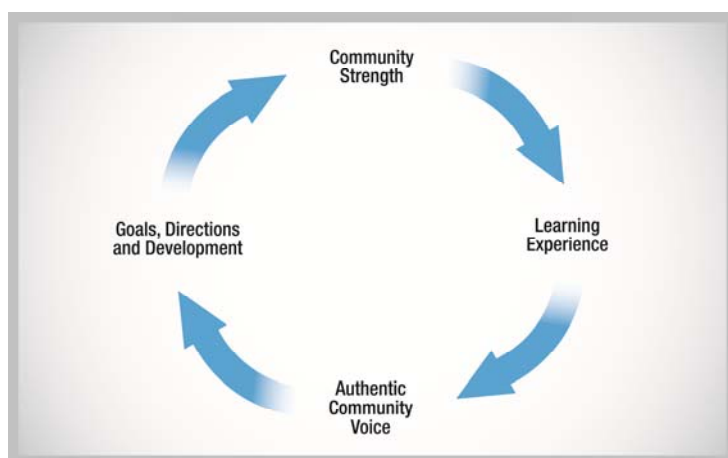 Community
Strength
Learning
Experience
Authentic
Community
Voice
Goals, Directions
and Development